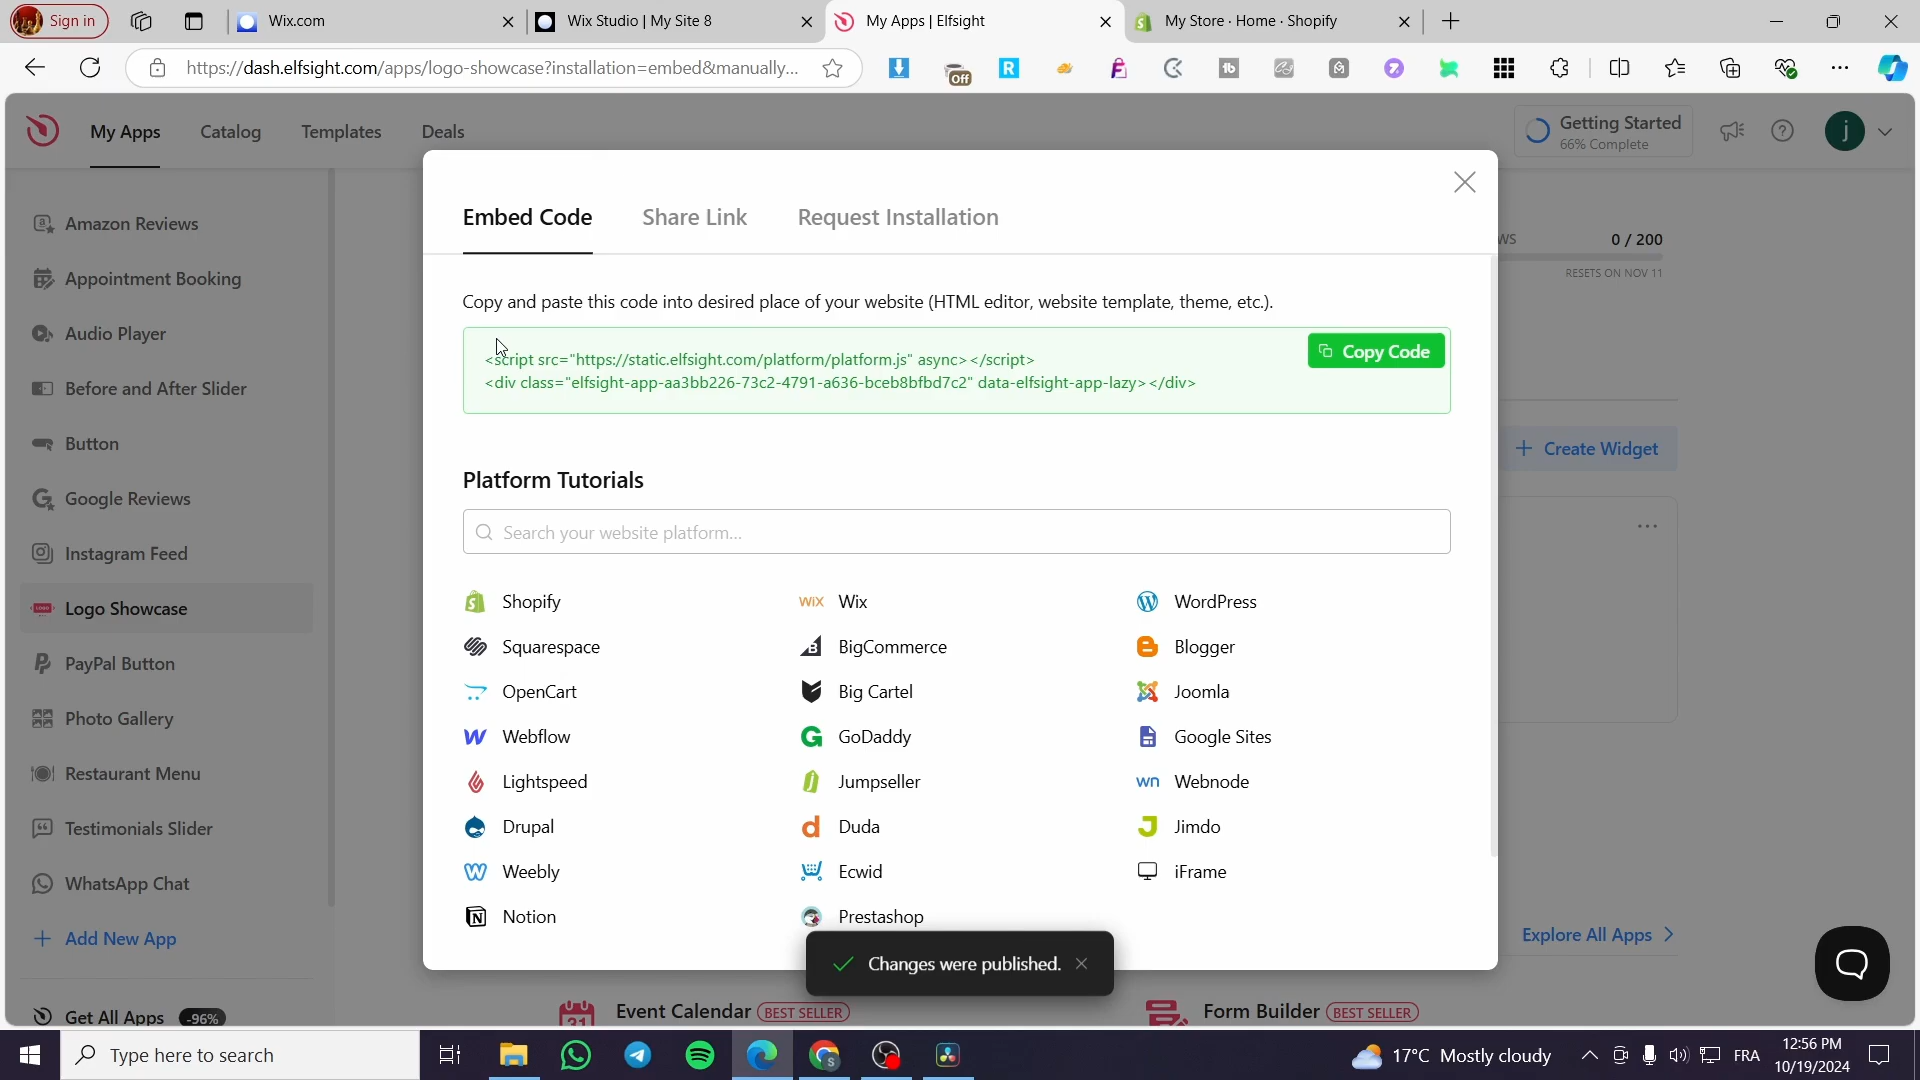 Sign in
Wix.com
Wix Studio | My Site 8
My Apps | Elfsight
My Store · Home · Shopify
https://dash.elfsight.com/apps/logo-showcase?installation=embed&manually...
Off
My Apps
Catalog
Templates
Deals
Getting Started
66% Complete
j
Amazon Reviews
Appointment Booking
Audio Player
Before and After Slider
Button
Google Reviews
Instagram Feed
Logo Showcase
PayPal Button
Photo Gallery
Restaurant Menu
Testimonials Slider
WhatsApp Chat
Add New App
Get All Apps -96%
Embed Code
Share Link
Request Installation
WS
0 / 200
RESETS ON NOV 11
Copy and paste this code into desired place of your website (HTML editor, website template, theme, etc.).
<script src="https://static.elfsight.com/platform/platform.js" async></script>
<div class="elfsight-app-aa3bb226-73c2-4791-a636-bceb8bfbd7c2" data-elfsight-app-lazy></div>
Copy Code
Create Widget
Platform Tutorials
Search your website platform...
Shopify
WiX Wix
WordPress
Squarespace
BigCommerce
Blogger
OpenCart
Big Cartel
Joomla
Webflow
GoDaddy
Google Sites
Lightspeed
Jumpseller
wn Webnode
Drupal
Duda
Jimdo
Weebly
Ecwid
iFrame
Notion
Prestashop
Explore All Apps
Changes were published.
31 Event Calendar BEST SELLER
Form Builder BEST SELLER
Type here to search
17°C Mostly cloudy
FRA
12:56 PM
10/19/2024